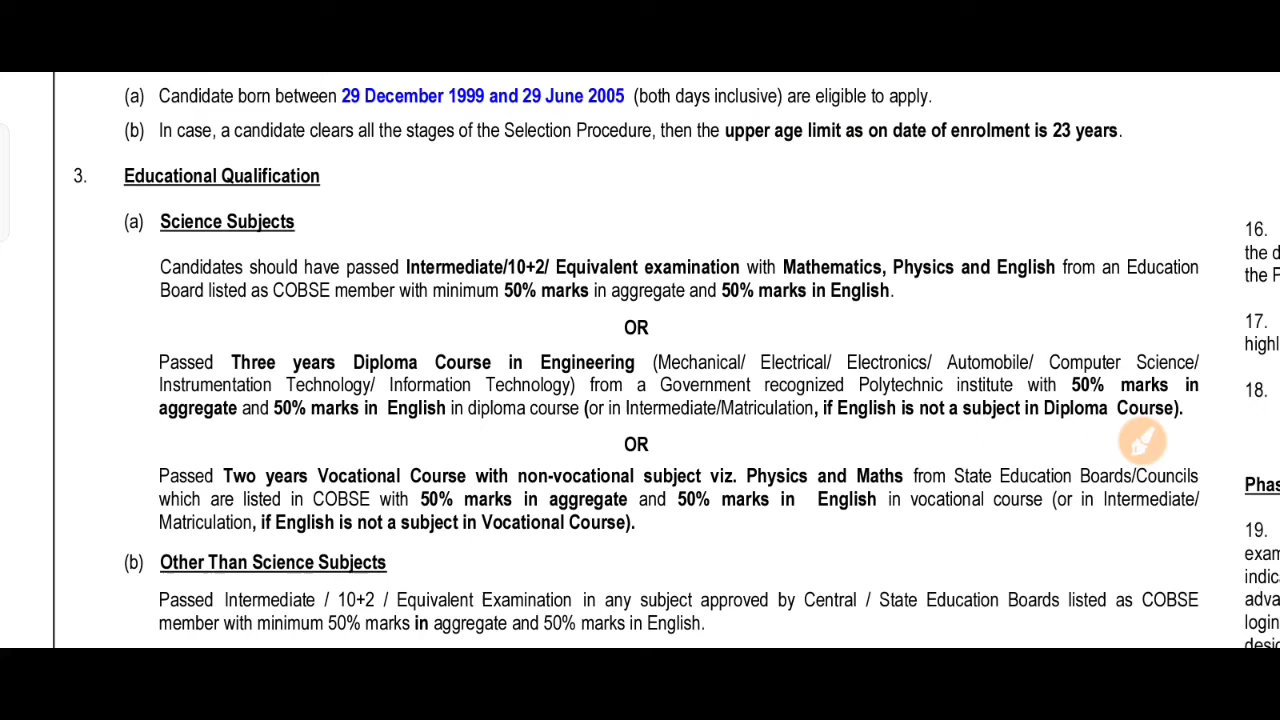 (a) Candidate born between 29 December 1999 and 29 June 2005 (both days inclusive) are eligible to apply.
(b) In case, a candidate clears all the stages of the Selection Procedure, then the upper age limit as on date of enrolment is 23 years.
3. Educational Qualification
(a) Science Subjects
Candidates should have passed Intermediate/10+2/ Equivalent examination with Mathematics, Physics and English from an Education
Board listed as COBSE member with minimum 50% marks in aggregate and 50% marks in English.
OR
Passed Three years Diploma Course in Engineering (Mechanical/ Electrical/ Electronics/ Automobile/ Computer Science/
Instrumentation Technology/ Information Technology) from a Government recognized Polytechnic institute with 50% marks in
aggregate and 50% marks in English in diploma course (or in Intermediate/Matriculation, if English is not a subject in Diploma Course).
OR
Passed Two years Vocational Course with non-vocational subject viz. Physics and Maths from State Education Boards/Councils
which are listed in COBSE with 50% marks in aggregate and 50% marks in English in vocational course (or in Intermediate/
Matriculation, if English is not a subject in Vocational Course).
(b) Other Than Science Subjects
Passed Intermediate / 10+2 / Equivalent Examination in any subject approved by Central / State Education Boards listed as COBSE
member with minimum 50% marks in aggregate and 50% marks in English.
16.
the d
the F
17.
highl
18.
Phas
19.
exam
indic
adva
login